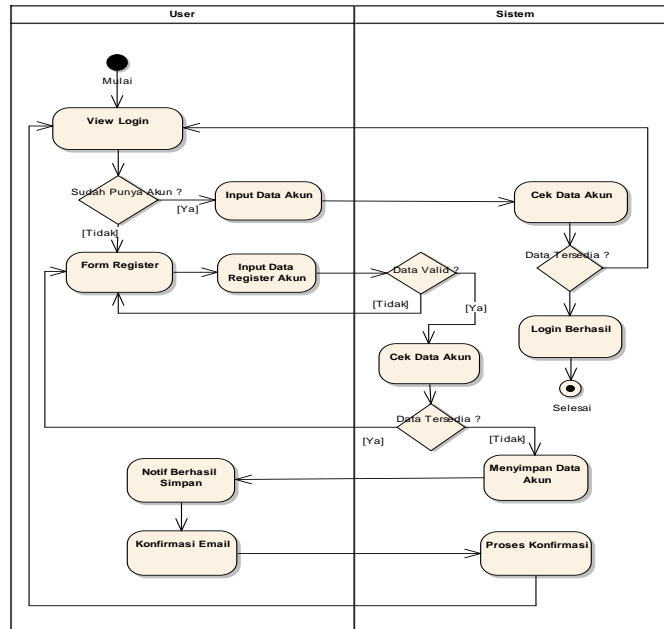 User
Sistem
Mulai
View Login
Sudah Punya Akun ?
[Ya]
Input Data Akun
Cek Data Akun
[Tidak]
Data Tersedia ?
Form Register
Input Data
Register Akun
Data Valid ?
[Tidak]
[Ya]
Login Berhasil
Cek Data Akun
Selesai
Data Tersedia ?
[Ya]
[Tidak]
Notif Berhasil
Simpan
Menyimpan Data
Akun
Konfirmasi Email
Proses Konfirmasi